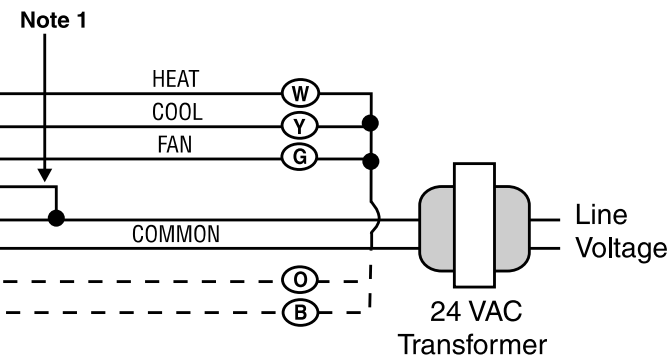 Note 1
HEAT
W
COOL
Y
FAN
G
COMMON
Line
Voltage
O
B
24 VAC
Transformer